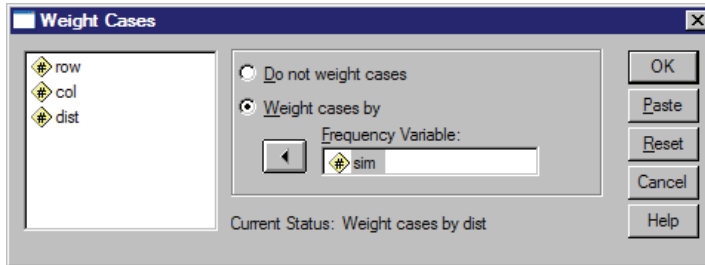 Weight Cases
row
col
dist
Do not weight cases
Weight cases by
Frequency Variable:
sim
Current Status: Weight cases by dist
OK
Paste
Reset
Cancel
Help